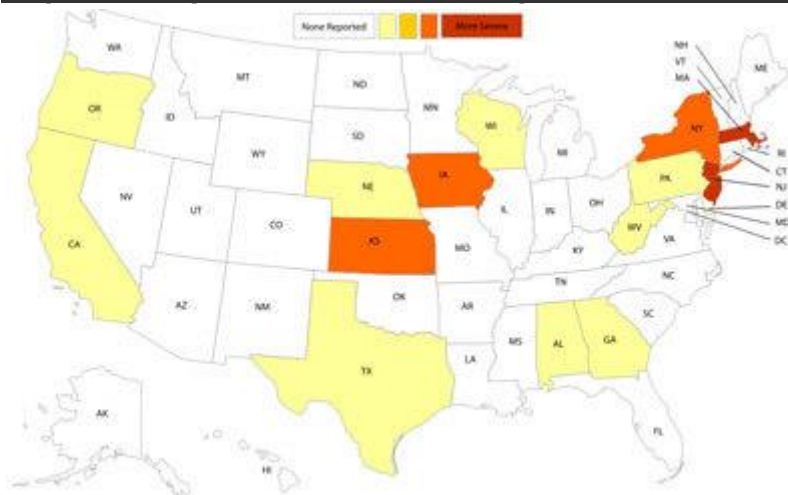 None Reported More Severe
WA
NH
VT
MA
ME
MT
ND
MN
OR
ID
WI
NY
SD
WY
MI
RI
CT
IA
PA
NJ
NE
DE
NV
IL
IN
OH
MD
UT
CO
WV
DC
CA
KS
MO
VA
KY
NC
TN
OK
AZ
NM
AR
SC
MS
AL
GA
LA
TX
AK
FL
HI